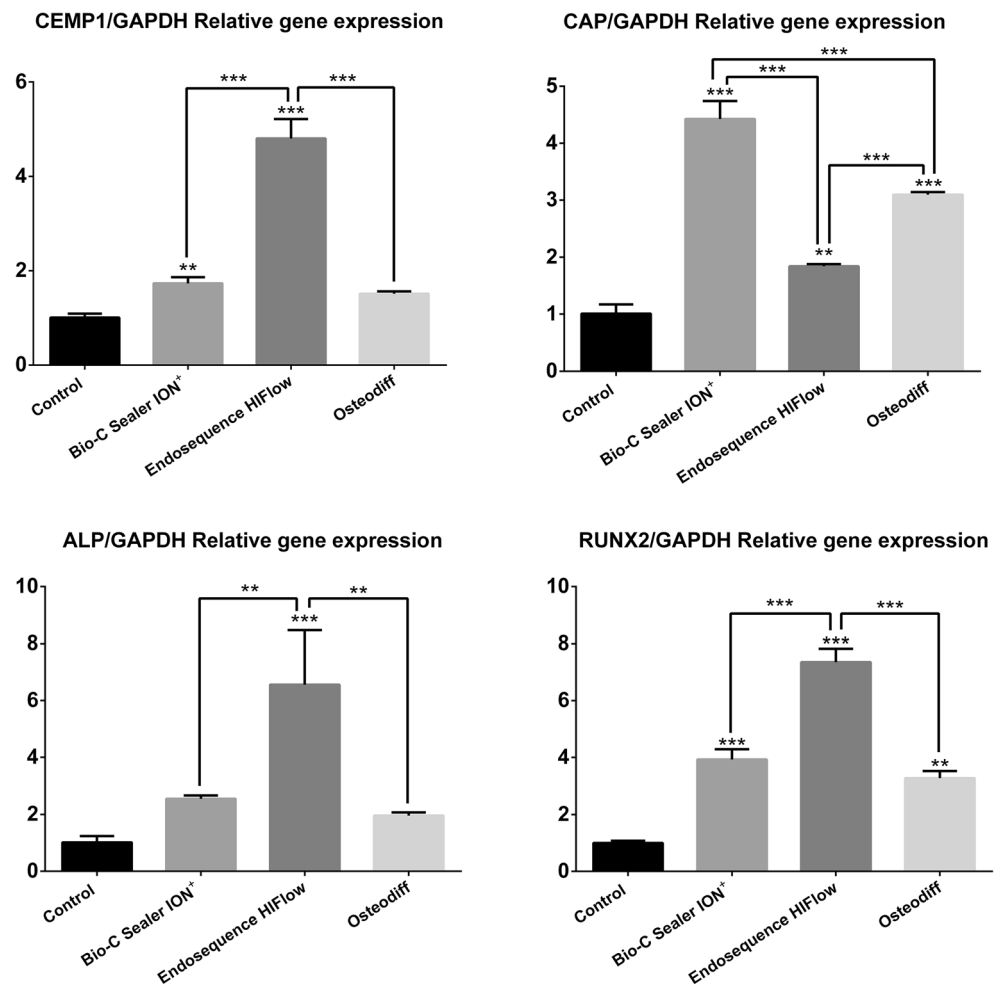 CEMP1/GAPDH Relative gene expression
6
4
2
0
***
***
***
**
Control
Bio-C Sealer ION+
Endosequence HIFlow
Osteodiff
CAP/GAPDH Relative gene expression
5
4
3
2
1
0
***
***
***
***
***
**
Control
Bio-C Sealer ION+
Endosequence HIFlow
Osteodiff
ALP/GAPDH Relative gene expression
10
8
6
4
2
0
**
**
***
Control
Bio-C Sealer ION+
Endosequence HIFlow
Osteodiff
RUNX2/GAPDH Relative gene expression
10
8
6
4
2
0
***
***
***
***
**
Control
Bio-C Sealer ION+
Endosequence HIFlow
Osteodiff